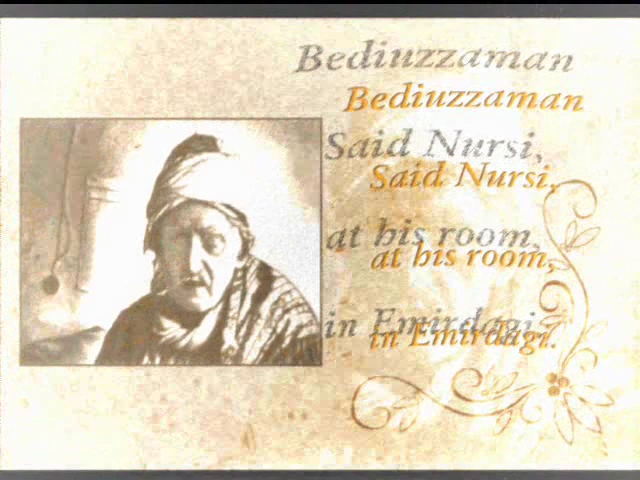 Bediuzzaman
Bediuzzaman
Said Nursi,
Said Nursi,
at his room,
at his room,
in Emirdagi.
in Emirdagi.